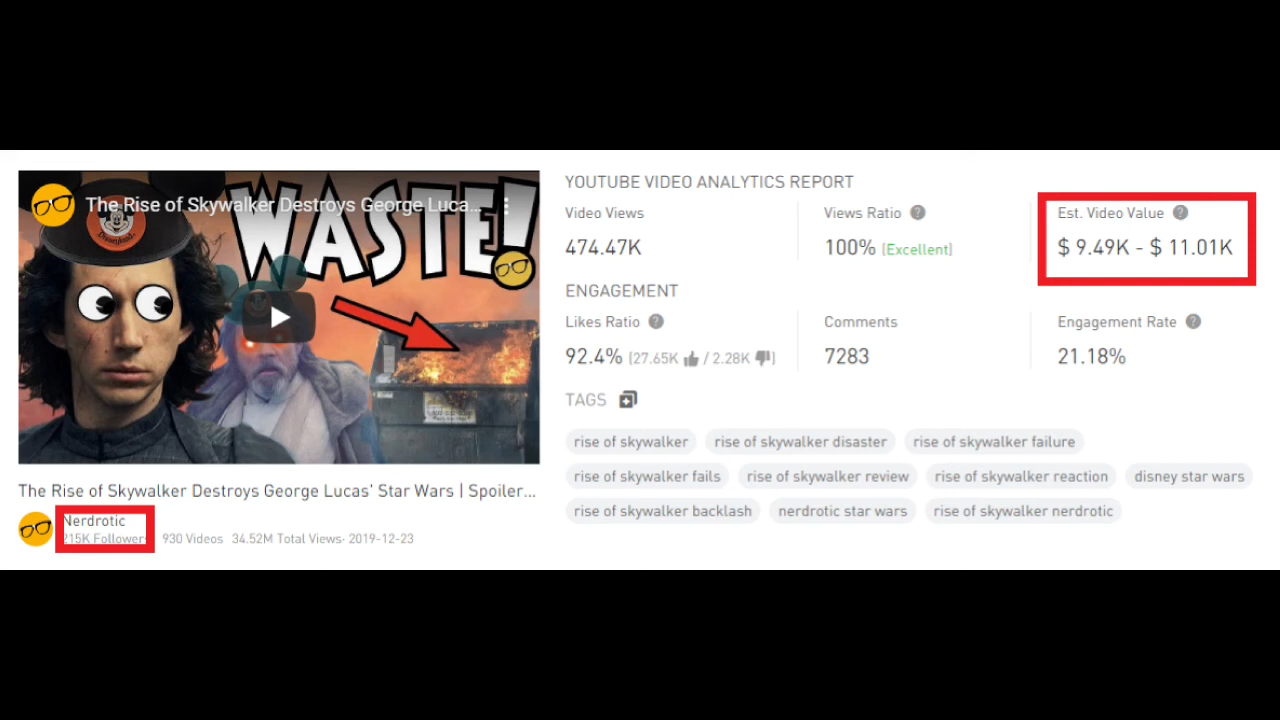 The Rise of Skywalker Destroys George Luca...
WASTE!
Disneyland.
The Rise of Skywalker Destroys George Lucas' Star Wars | Spoiler...
Nerdrotic
215K Followers
930 Videos 34.52M Total Views· 2019-12-23
YOUTUBE VIDEO ANALYTICS REPORT
Video Views
474.47K
Views Ratio
100% (Excellent)
Est. Video Value
$ 9.49K - $ 11.01K
ENGAGEMENT
Likes Ratio
92.4% (27.65K / 2.28K )
Comments
7283
Engagement Rate
21.18%
TAGS
rise of skywalker rise of skywalker disaster rise of skywalker failure
rise of skywalker fails rise of skywalker review rise of skywalker reaction disney star wars
rise of skywalker backlash nerdrotic star wars rise of skywalker nerdrotic